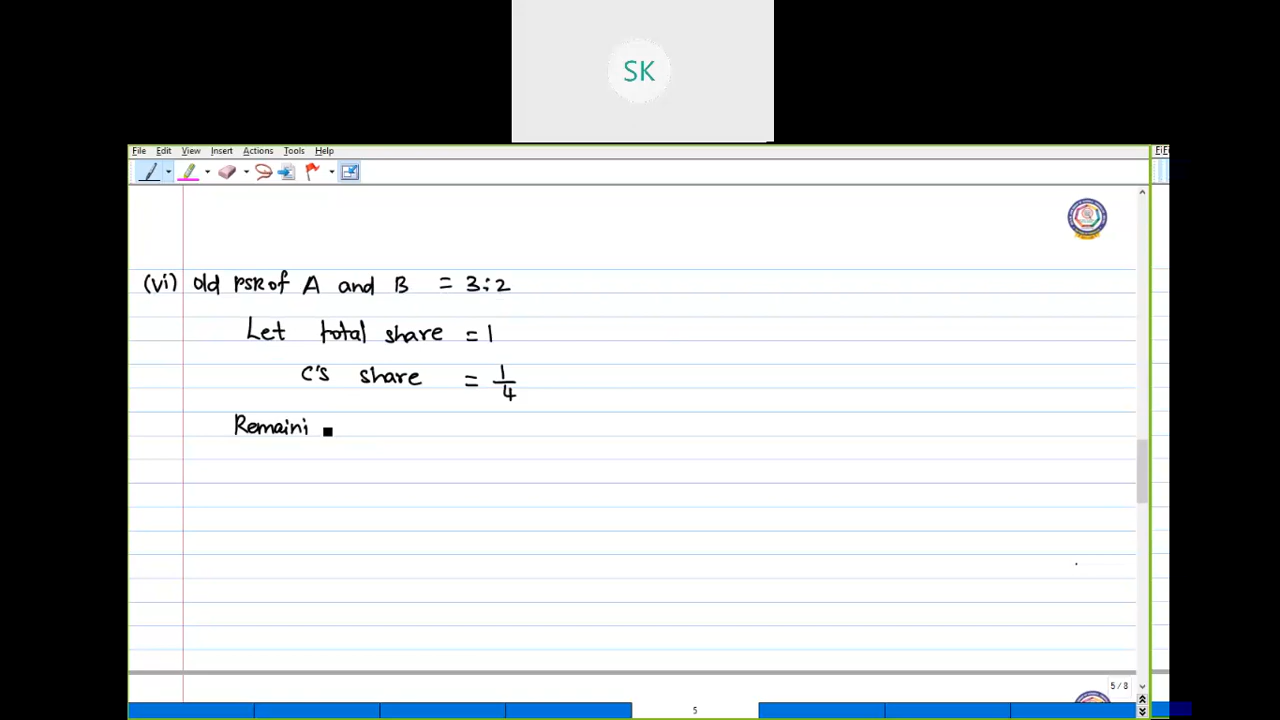 SK
File Edit View Insert Actions Tools Help
(vi) Old PSR of A and B = 3:2
Let total share = 1
C's share = 1/4
Remaini
5 / 8
5